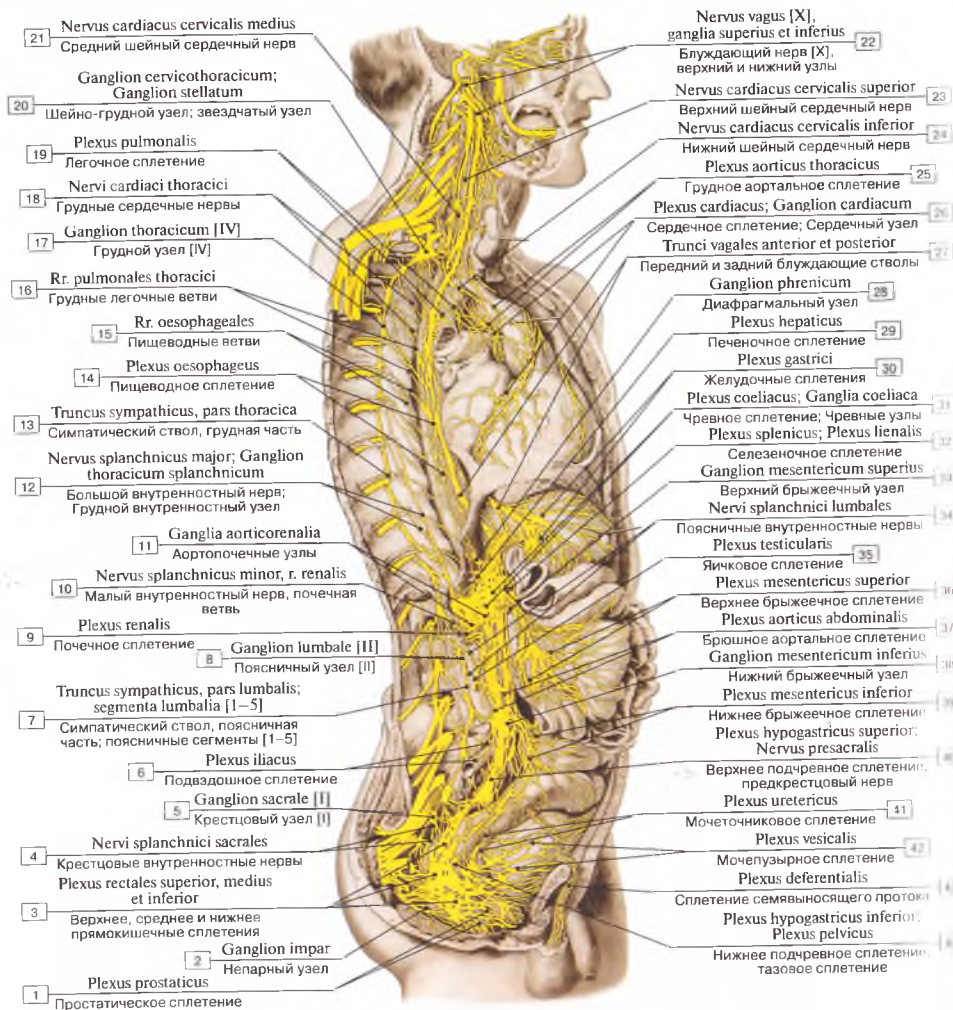 21
Nervus cardiacus cervicalis medius
Средний шейный сердечный нерв
Ganglion cervicothoracicum;
Ganglion stellatum
20
Шейно-грудной узел; звездчатый узел
Plexus pulmonalis
19
Легочное сплетение
Nervi cardiaci thoracici
18
Грудные сердечные нервы
Ganglion thoracicum [IV]
17
Грудной узел [IV]
Rr. pulmonales thoracici
16
Грудные легочные ветви
Rr. oesophageales
15
Пищеводные ветви
Plexus oesophageus
14
Пищеводное сплетение
Truncus sympathicus, pars thoracica
13
Симпатический ствол, грудная часть
Nervus splanchnicus major; Ganglion
thoracicum splanchnicum
12
Большой внутренностный нерв;
Грудной внутренностный узел
Ganglia aorticorenalia
11
Аортопочечные узлы
Nervus splanchnicus minor, r. renalis
10
Малый внутренностный нерв, почечная
ветвь
Plexus renalis
9
Почечное сплетение
Ganglion lumbale [II]
8
Поясничный узел [II]
Truncus sympathicus, pars lumbalis;
segmenta lumbalia [1–5]
7
Симпатический ствол, поясничная
часть; поясничные сегменты [1–5]
Plexus iliacus
6
Подвздошное сплетение
Ganglion sacrale [I]
5
Крестцовый узел [I]
Nervi splanchnici sacrales
4
Крестцовые внутренностные нервы
Plexus rectales superior, medius
et inferior
3
Верхнее, среднее и нижнее
прямокишечные сплетения
Ganglion impar
2
Непарный узел
Plexus prostaticus
1
Простатическое сплетение
Nervus vagus [X],
ganglia superius et inferius
22
Блуждающий нерв [X],
верхний и нижний узлы
Nervus cardiacus cervicalis superior
23
Верхний шейный сердечный нерв
Nervus cardiacus cervicalis inferior
24
Нижний шейный сердечный нерв
Plexus aorticus thoracicus
25
Грудное аортальное сплетение
Plexus cardiacus; Ganglion cardiacum
26
Сердечное сплетение; Сердечный узел
Trunci vagales anterior et posterior
27
Передний и задний блуждающие стволы
Ganglion phrenicum
28
Диафрагмальный узел
Plexus hepaticus
29
Печеночное сплетение
Plexus gastrici
30
Желудочные сплетения
Plexus coeliacus; Ganglia coeliaca
31
Чревное сплетение; Чревные узлы
Plexus splenicus; Plexus lienalis
32
Селезеночное сплетение
Ganglion mesentericum superius
33
Верхний брыжеечный узел
Nervi splanchnici lumbales
34
Поясничные внутренностные нервы
Plexus testicularis
35
Яичковое сплетение
Plexus mesentericus superior
36
Верхнее брыжеечное сплетение
Plexus aorticus abdominalis
37
Брюшное аортальное сплетение
Ganglion mesentericum inferius
38
Нижний брыжеечный узел
Plexus mesentericus inferior
39
Нижнее брыжеечное сплетение
Plexus hypogastricus superior;
Nervus presacralis
Верхнее подчревное сплетение,
предкрестцовый нерв
Plexus uretericus
41
Мочеточниковое сплетение
Plexus vesicalis
42
Мочепузырное сплетение
Plexus deferentialis
Сплетение семявыносящего протока
Plexus hypogastricus inferior;
Plexus pelvicus
Нижнее подчревное сплетение,
тазовое сплетение